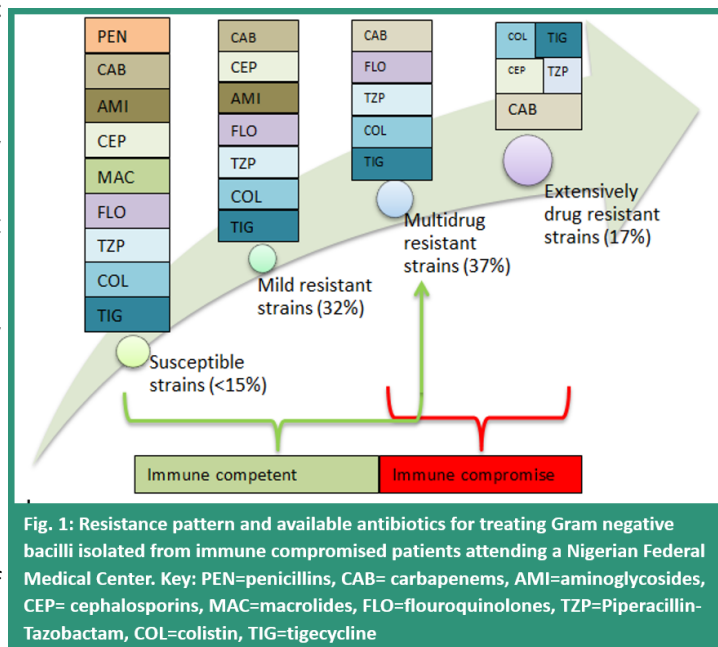 PEN
CAB
AMI
CEP
MAC
FLO
TZP
COL
TIG
Susceptible
strains (<15%)
CAB
CEP
AMI
FLO
TZP
COL
TIG
Mild resistant
strains (32%)
CAB
FLO
TZP
COL
TIG
Multidrug
resistant
strains (37%)
COL TIG
CEP TZP
CAB
Extensively
drug resistant
strains (17%)
Immune competent
Immune compromise
Fig. 1: Resistance pattern and available antibiotics for treating Gram negative
bacilli isolated from immune compromised patients attending a Nigerian Federal
Medical Center. Key: PEN=penicillins, CAB= carbapenems, AMI=aminoglycosides,
CEP= cephalosporins, MAC=macrolides, FLO=flouroquinolones, TZP=Piperacillin-
Tazobactam, COL=colistin, TIG=tigecycline